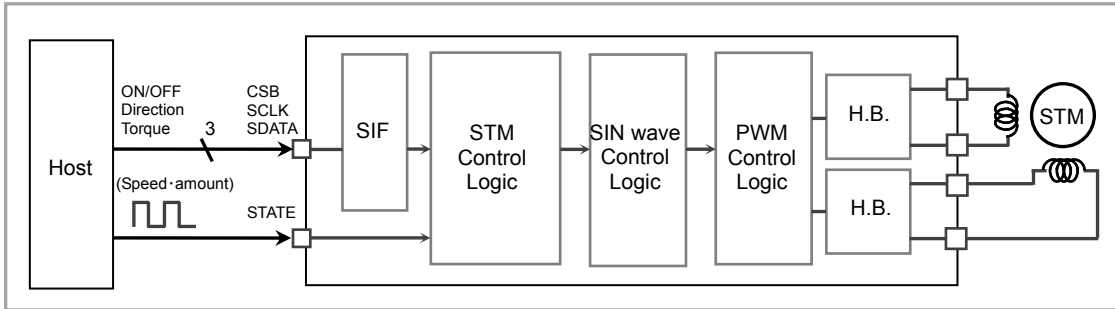 Host
ON/OFF
Direction
Torque
3
(Speed・amount)
CSB
SCLK
SDATA
STATE
SIF
STM
Control
Logic
SIN wave
Control
Logic
PWM
Control
Logic
H.B.
H.B.
STM